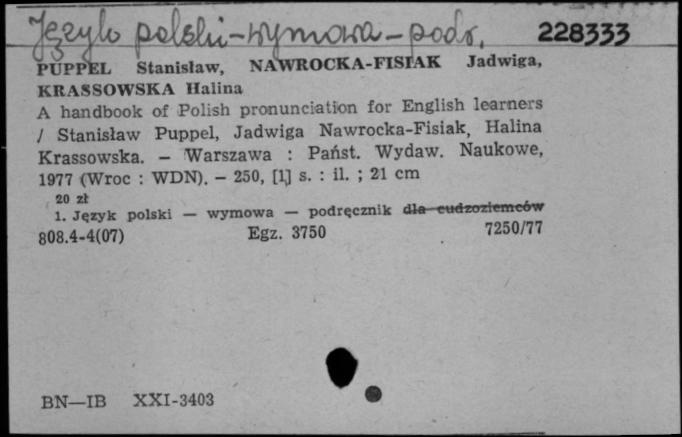 Język polski – wymowa – podr. 228333
PUPPEL Stanisław, NAWROCKA-FISIAK Jadwiga,
KRASSOWSKA Halina
A handbook of Polish pronunciation for English learners
/ Stanisław Puppel, Jadwiga Nawrocka-Fisiak, Halina
Krassowska. — Warszawa : Państ. Wydaw. Naukowe,
1977 (Wroc : WDN). — 250, [1] s. : il. ; 21 cm
20 zł
1. Język polski — wymowa — podręcznik dla cudzoziemców
808.4-4(07) Egz. 3750 7250/77
BN—IB XXI-3403